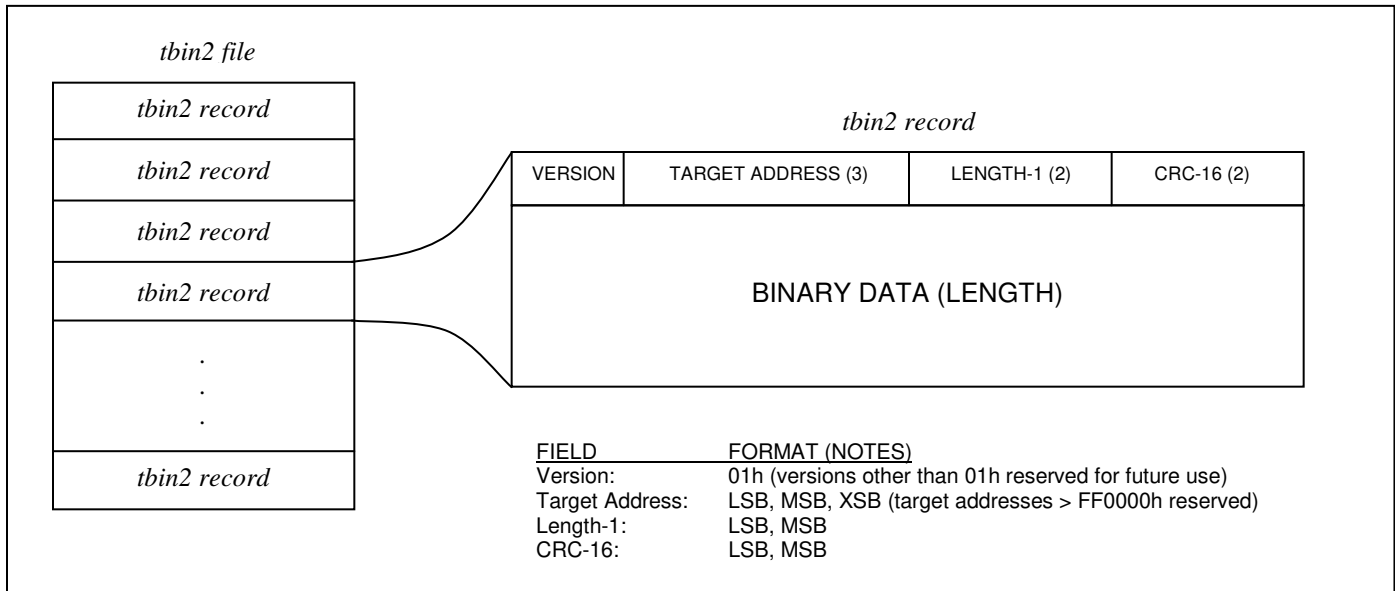 tbin2 file
tbin2 record
tbin2 record
tbin2 record
tbin2 record
.
.
.
tbin2 record
tbin2 record
VERSION TARGET ADDRESS (3) LENGTH-1 (2) CRC-16 (2)
BINARY DATA (LENGTH)
FIELD FORMAT (NOTES)
Version: 01h (versions other than 01h reserved for future use)
Target Address: LSB, MSB, XSB (target addresses > FF0000h reserved)
Length-1: LSB, MSB
CRC-16: LSB, MSB